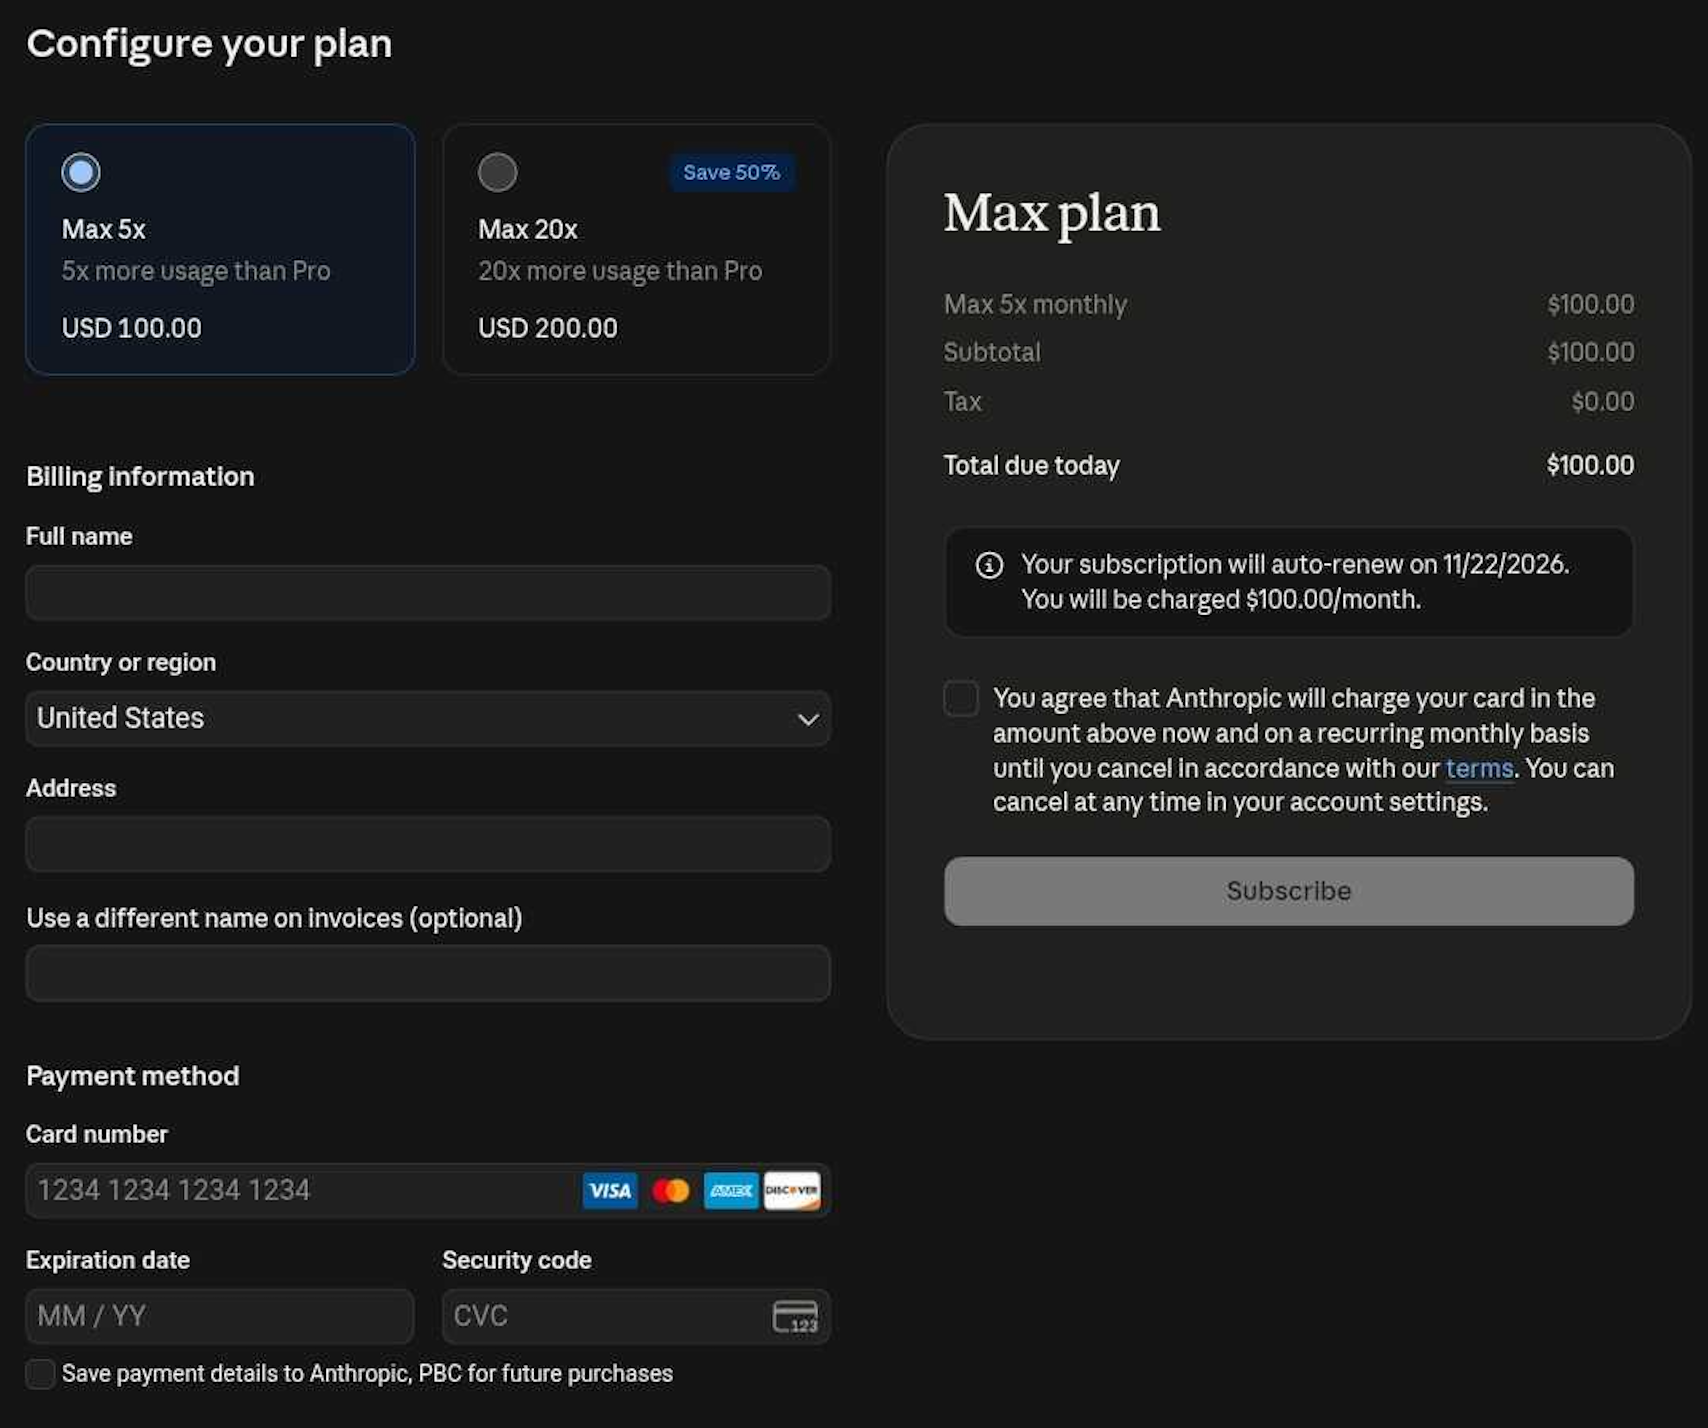 Configure your plan
Max 5x
5x more usage than Pro
USD 100.00
Save 50%
Max 20x
20x more usage than Pro
USD 200.00
Billing information
Full name
Country or region
United States
Address
Use a different name on invoices (optional)
Payment method
Card number
1234 1234 1234 1234
VISA
AMEX
DISCOVER
Expiration date
MM / YY
Security code
CVC
123
Save payment details to Anthropic, PBC for future purchases
Max plan
Max 5x monthly $100.00
Subtotal $100.00
Tax $0.00
Total due today $100.00
Your subscription will auto-renew on 11/22/2026.
You will be charged $100.00/month.
You agree that Anthropic will charge your card in the
amount above now and on a recurring monthly basis
until you cancel in accordance with our terms. You can
cancel at any time in your account settings.
Subscribe